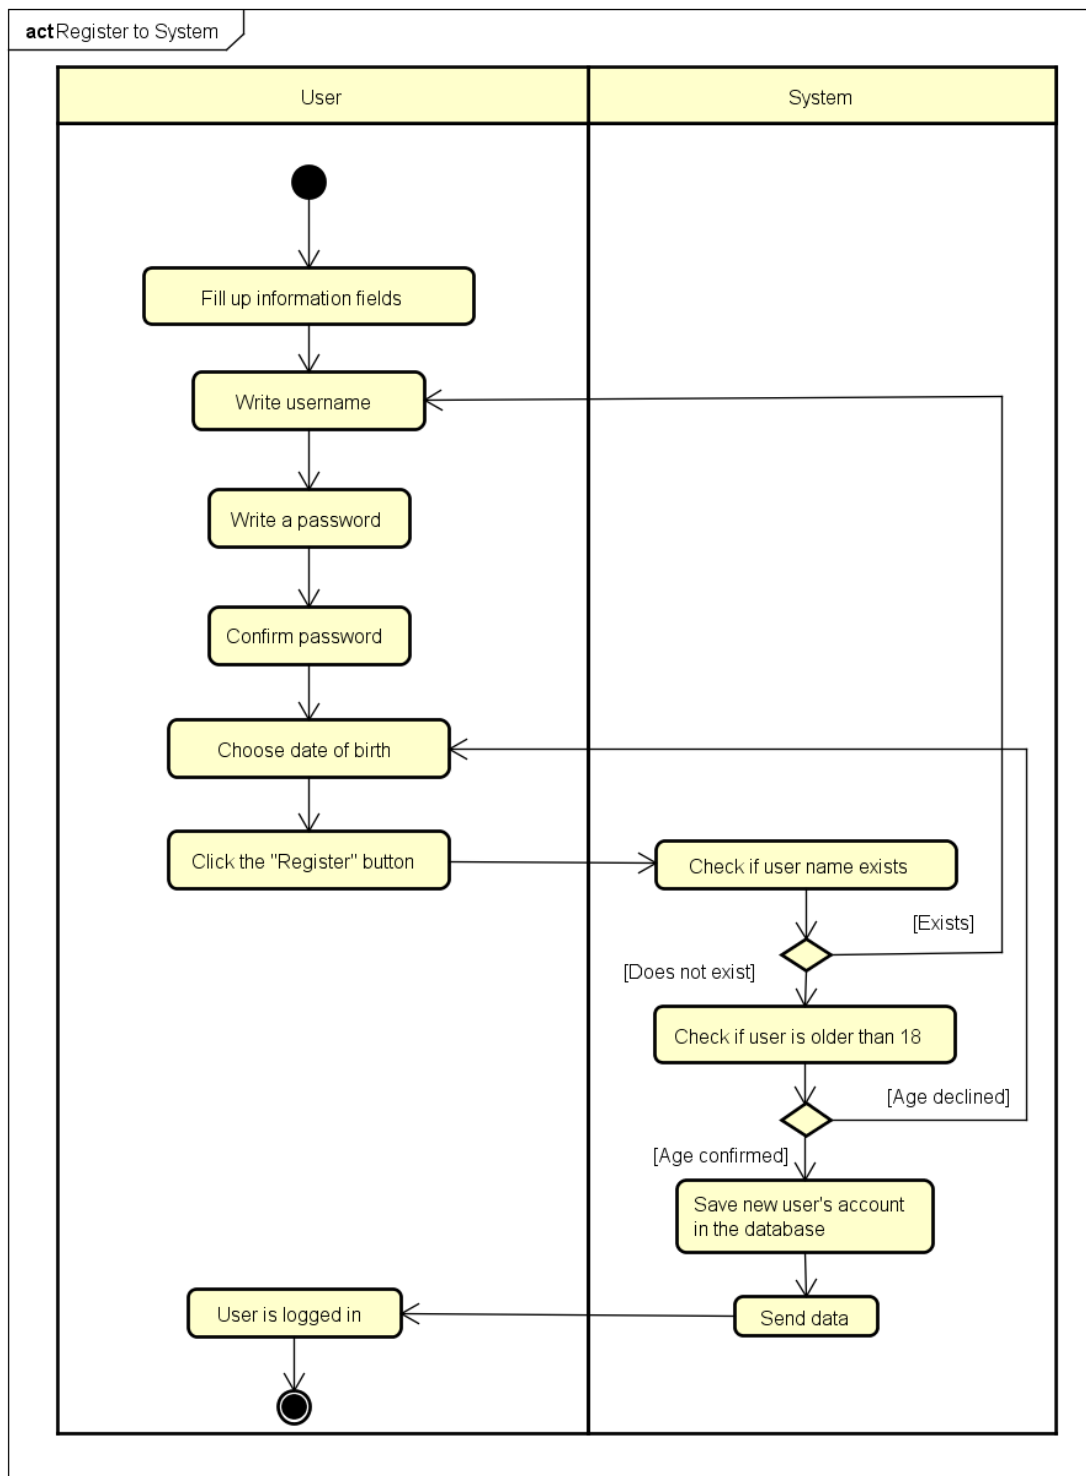 act Register to System
User
System
Fill up information fields
Write username
Write a password
Confirm password
Choose date of birth
Click the "Register" button
Check if user name exists
[Exists]
[Does not exist]
Check if user is older than 18
[Age declined]
[Age confirmed]
Save new user's account
in the database
User is logged in
Send data